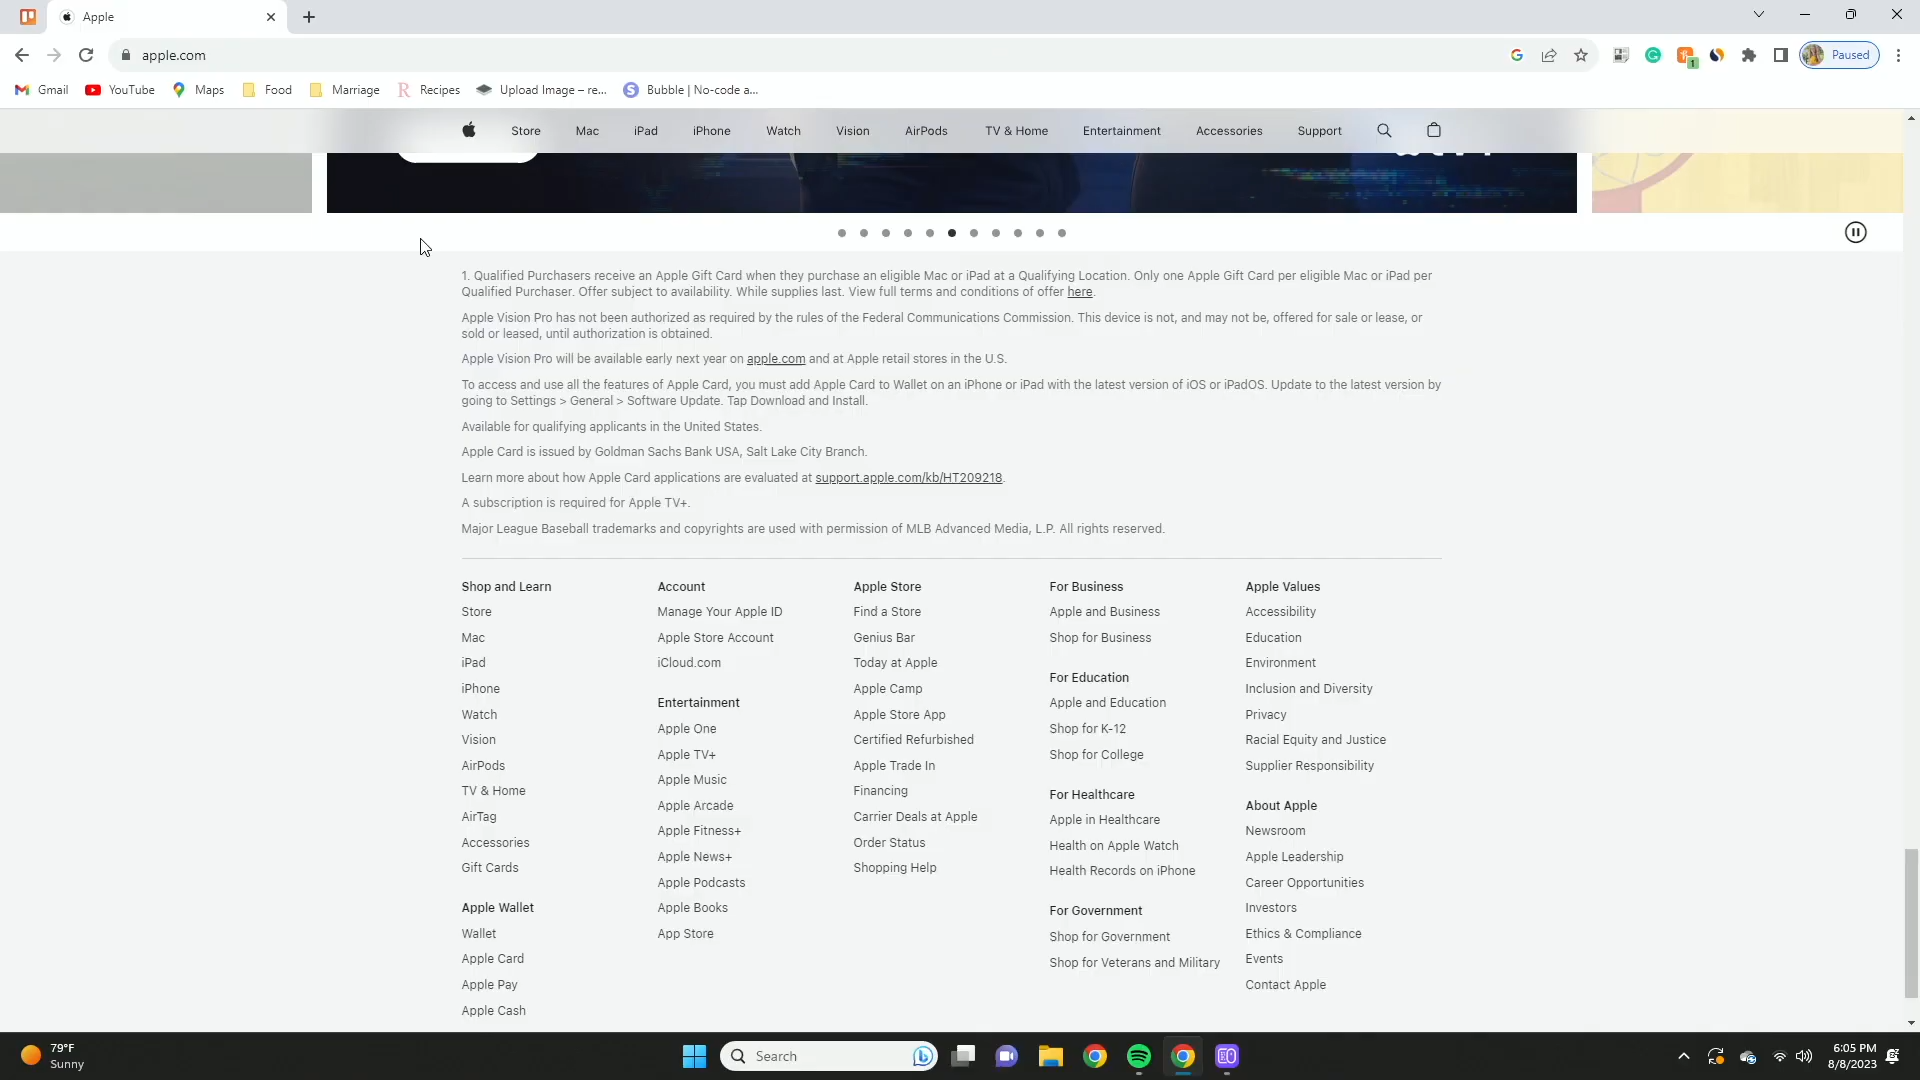 Apple
apple.com
Paused
1
Gmail
YouTube
Maps
Food
Marriage
R Recipes
Upload Image – re...
S Bubble | No-code a...
Store
Mac
iPad
iPhone
Watch
Vision
AirPods
TV & Home
Entertainment
Accessories
Support
1. Qualified Purchasers receive an Apple Gift Card when they purchase an eligible Mac or iPad at a Qualifying Location. Only one Apple Gift Card per eligible Mac or iPad per
Qualified Purchaser. Offer subject to availability. While supplies last. View full terms and conditions of offer here.
Apple Vision Pro has not been authorized as required by the rules of the Federal Communications Commission. This device is not, and may not be, offered for sale or lease, or
sold or leased, until authorization is obtained.
Apple Vision Pro will be available early next year on apple.com and at Apple retail stores in the U.S.
To access and use all the features of Apple Card, you must add Apple Card to Wallet on an iPhone or iPad with the latest version of iOS or iPadOS. Update to the latest version by
going to Settings > General > Software Update. Tap Download and Install.
Available for qualifying applicants in the United States.
Apple Card is issued by Goldman Sachs Bank USA, Salt Lake City Branch.
Learn more about how Apple Card applications are evaluated at support.apple.com/kb/HT209218.
A subscription is required for Apple TV+.
Major League Baseball trademarks and copyrights are used with permission of MLB Advanced Media, L.P. All rights reserved.
Shop and Learn
Store
Mac
iPad
iPhone
Watch
Vision
AirPods
TV & Home
AirTag
Accessories
Gift Cards
Apple Wallet
Wallet
Apple Card
Apple Pay
Apple Cash
Account
Manage Your Apple ID
Apple Store Account
iCloud.com
Entertainment
Apple One
Apple TV+
Apple Music
Apple Arcade
Apple Fitness+
Apple News+
Apple Podcasts
Apple Books
App Store
Apple Store
Find a Store
Genius Bar
Today at Apple
Apple Camp
Apple Store App
Certified Refurbished
Apple Trade In
Financing
Carrier Deals at Apple
Order Status
Shopping Help
For Business
Apple and Business
Shop for Business
For Education
Apple and Education
Shop for K-12
Shop for College
For Healthcare
Apple in Healthcare
Health on Apple Watch
Health Records on iPhone
For Government
Shop for Government
Shop for Veterans and Military
Apple Values
Accessibility
Education
Environment
Inclusion and Diversity
Privacy
Racial Equity and Justice
Supplier Responsibility
About Apple
Newsroom
Apple Leadership
Career Opportunities
Investors
Ethics & Compliance
Events
Contact Apple
79°F
Sunny
Search
6:05 PM
8/8/2023